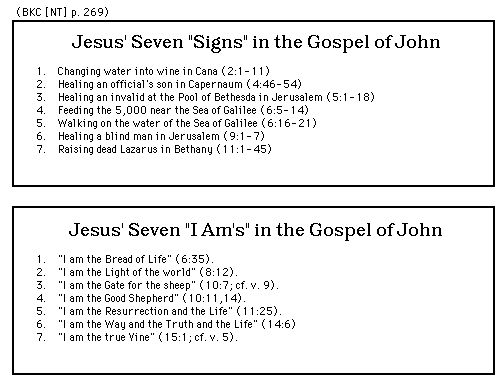 (BKC [NT] p. 269)
Jesus' Seven "Signs" in the Gospel of John
1. Changing water into wine in Cana (2:1-11)
2. Healing an official's son in Capernaum (4:46-54)
3. Healing an invalid at the Pool of Bethesda in Jerusalem (5:1-18)
4. Feeding the 5,000 near the Sea of Galilee (6:5-14)
5. Walking on the water of the Sea of Galilee (6:16-21)
6. Healing a blind man in Jerusalem (9:1-7)
7. Raising dead Lazarus in Bethany (11:1-45)
Jesus' Seven "I Am's" in the Gospel of John
1. "I am the Bread of Life" (6:35).
2. "I am the Light of the world" (8:12).
3. "I am the Gate for the sheep" (10:7; cf. v. 9).
4. "I am the Good Shepherd" (10:11,14).
5. "I am the Resurrection and the Life" (11:25).
6. "I am the Way and the Truth and the Life" (14:6)
7. "I am the true Vine" (15:1; cf. v. 5).